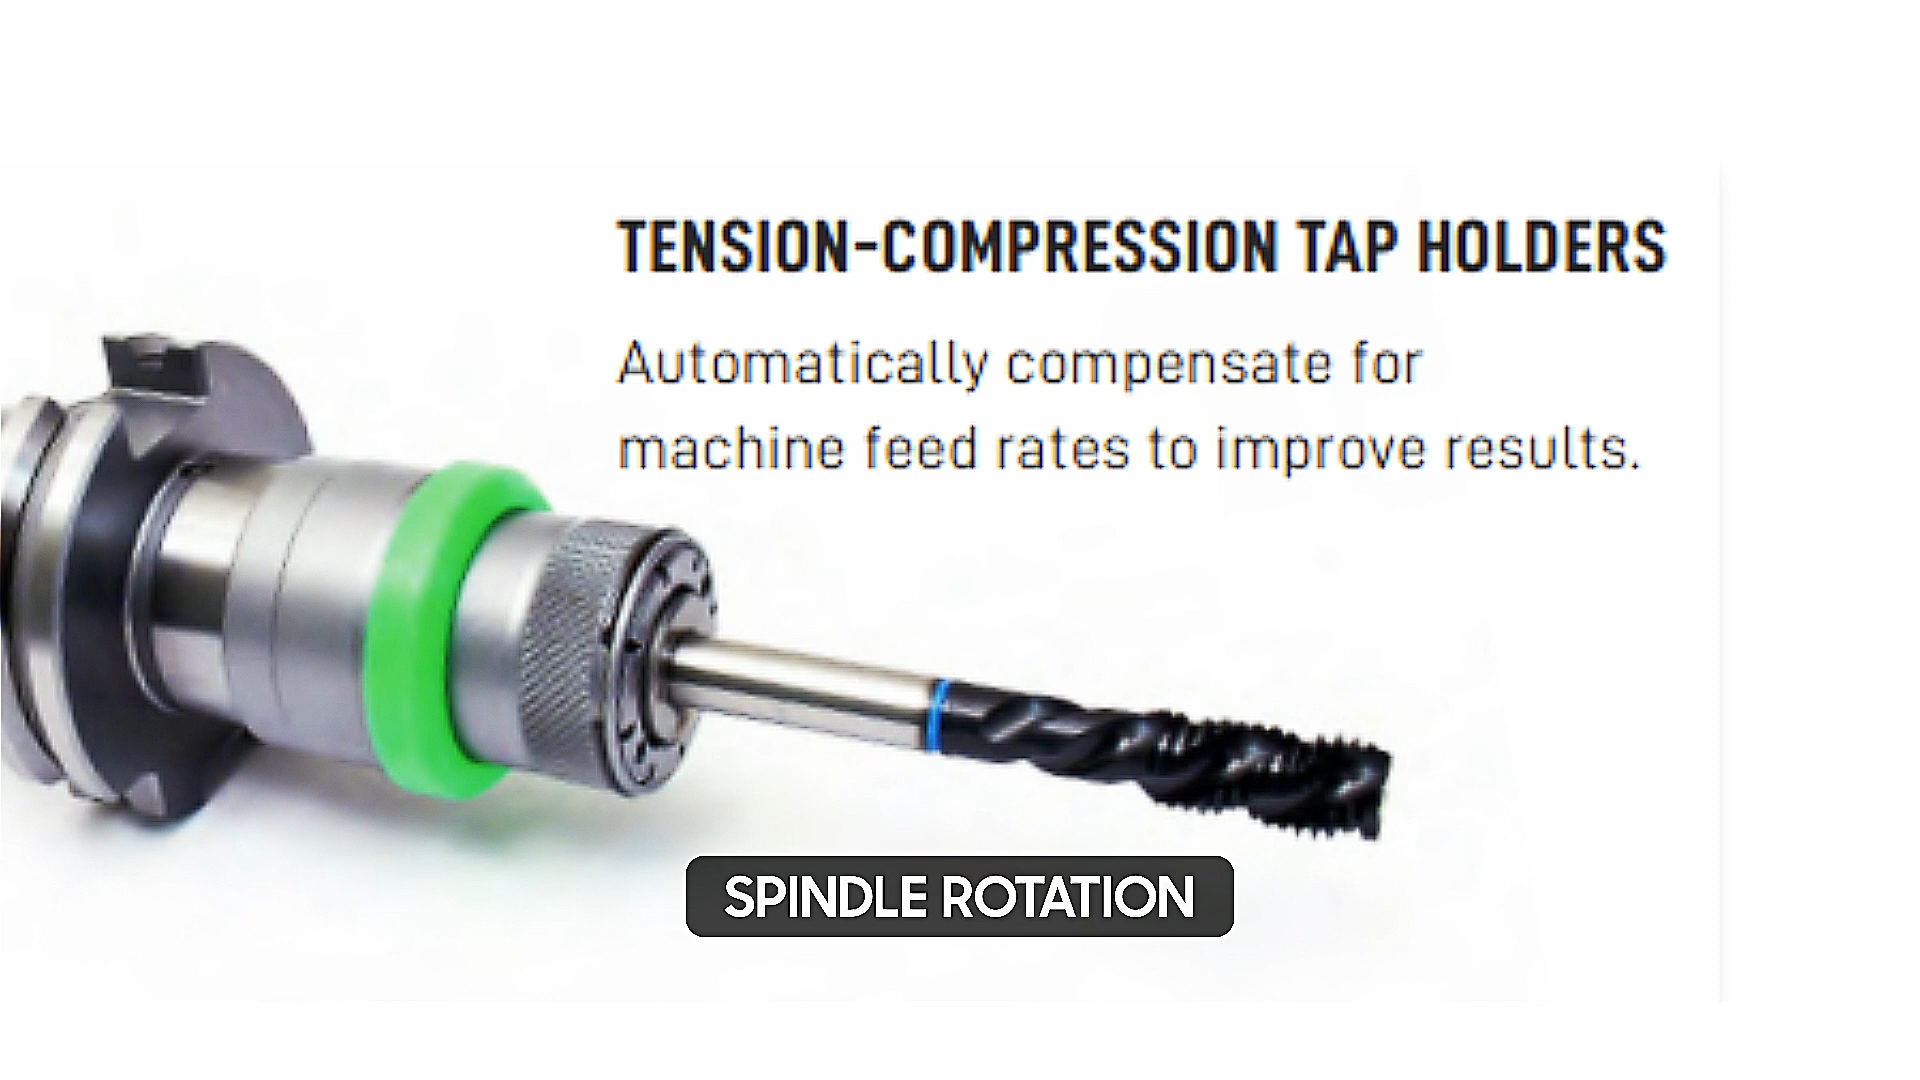 TENSION-COMPRESSION TAP HOLDERS
Automatically compensate for
machine feed rates to improve results.
SPINDLE ROTATION